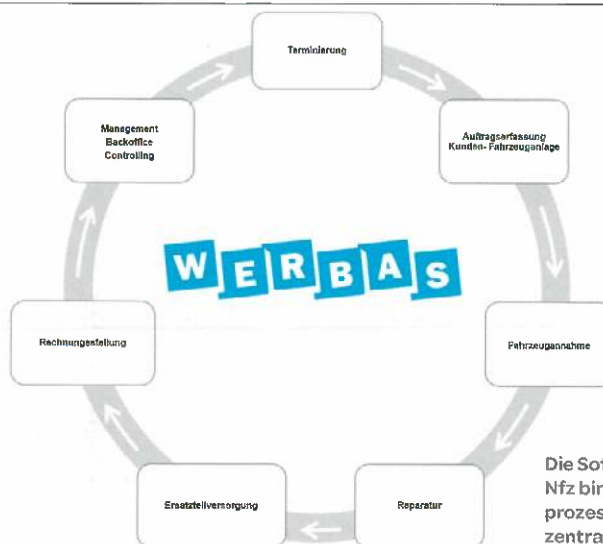 Terminierung
Auftragserfassung
Kunden- Fahrzeuganlage
Fahrzeugannahme
Reparatur
Ersatzteilversorgung
Rechnungsstellung
Management
Backoffice
Controlling
WERBAS
Die Sof
Nfz bin
prozes
zentra